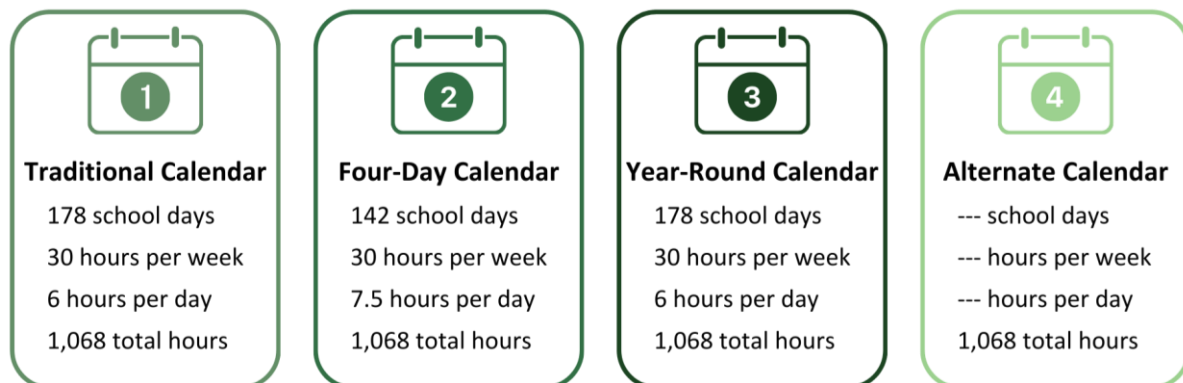 1
Traditional Calendar
178 school days
30 hours per week
6 hours per day
1,068 total hours
2
Four-Day Calendar
142 school days
30 hours per week
7.5 hours per day
1,068 total hours
3
Year-Round Calendar
178 school days
30 hours per week
6 hours per day
1,068 total hours
4
Alternate Calendar
--- school days
--- hours per week
--- hours per day
1,068 total hours